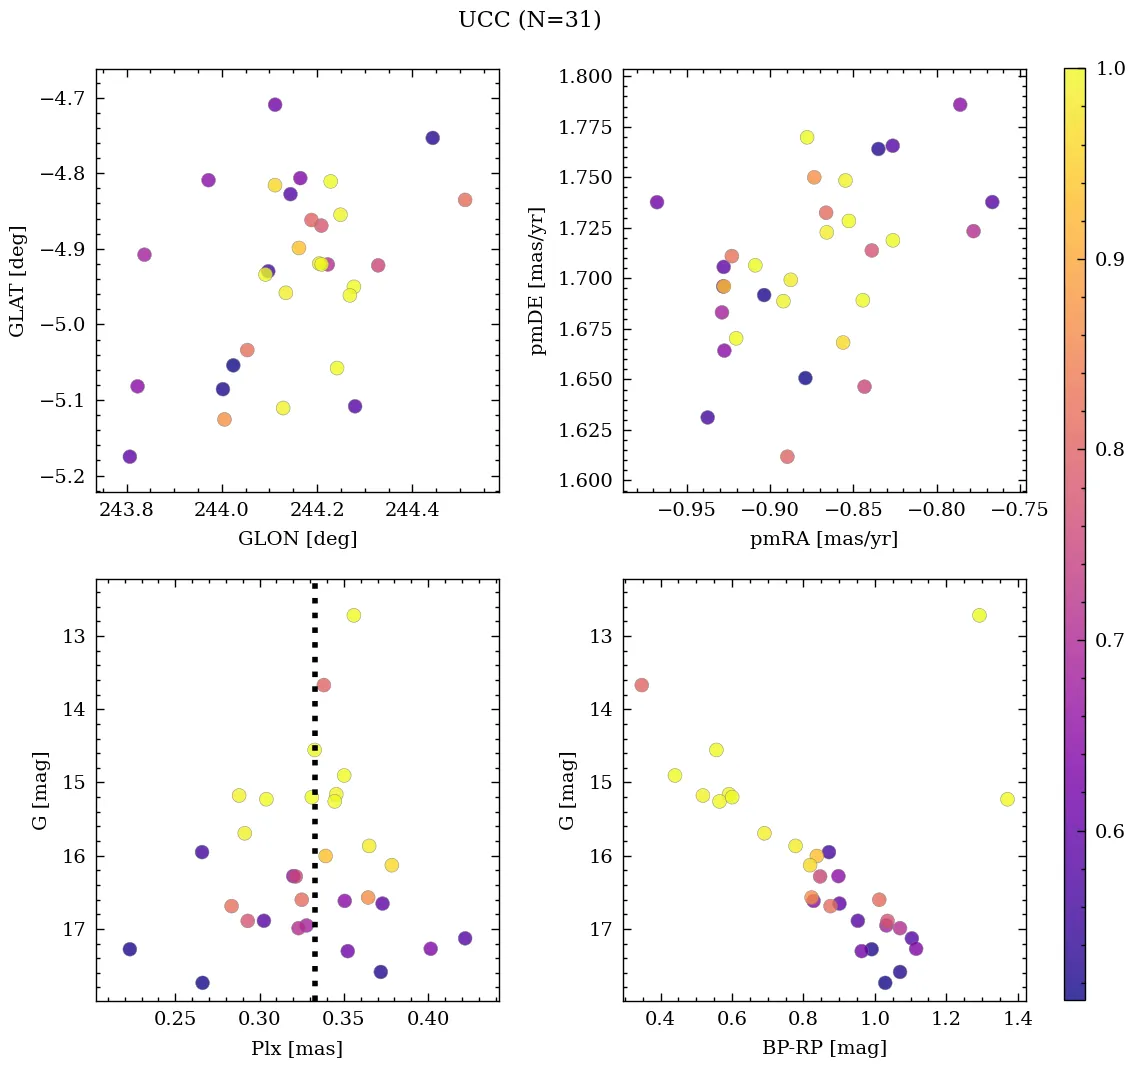 UCC (N=31)
−4.7
−4.8
−4.9
−5.0
−5.1
−5.2
GLAT [deg]
243.8 244.0 244.2 244.4
GLON [deg]
1.800
1.775
1.750
1.725
1.700
1.675
1.650
1.625
1.600
pmDE [mas/yr]
−0.95 −0.90 −0.85 −0.80 −0.75
pmRA [mas/yr]
13
14
15
16
17
G [mag]
0.25 0.30 0.35 0.40
Plx [mas]
13
14
15
16
17
G [mag]
0.4 0.6 0.8 1.0 1.2 1.4
BP-RP [mag]
1.0
0.9
0.8
0.7
0.6